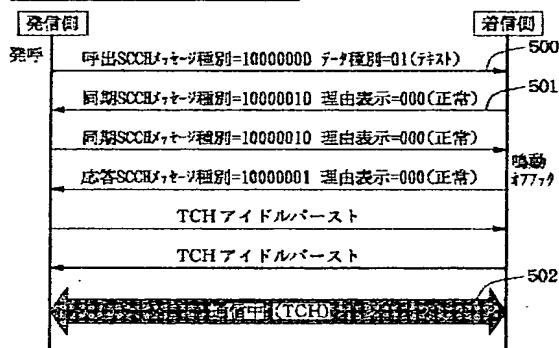 発信側
着信側
発呼
呼出SCCHメッセージ種別=10000000 データ種別=01(テキスト)
500
同期SCCHメッセージ種別=10000010 理由表示=000(正常)
501
同期SCCHメッセージ種別=10000010 理由表示=000(正常)
鳴動
オフフック
応答SCCHメッセージ種別=10000001 理由表示=000(正常)
TCHアイドルバースト
TCHアイドルバースト
502
通信中(TCH)